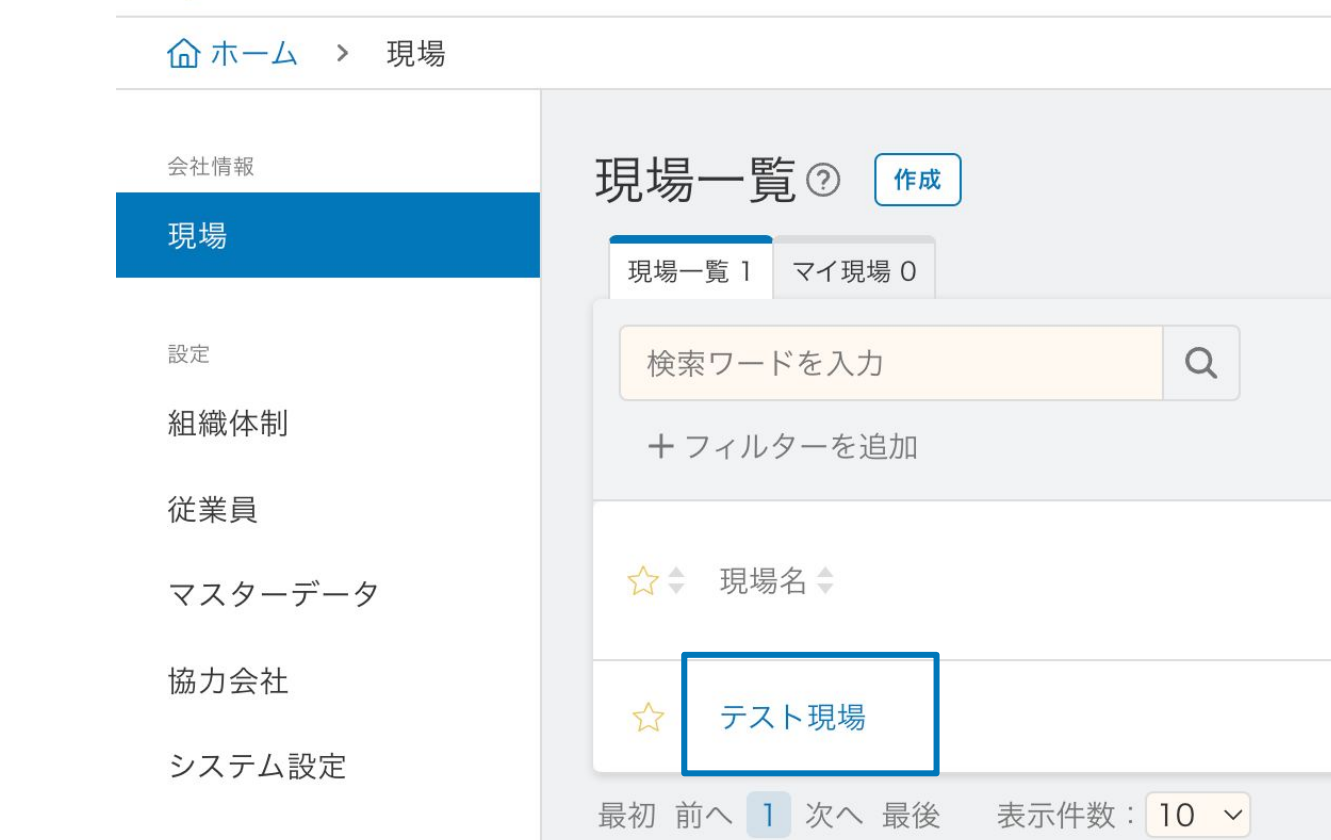 ホーム > 現場
会社情報
現場
設定
組織体制
従業員
マスターデータ
協力会社
システム設定
現場一覧 ? 作成
現場一覧 1 マイ現場 0
検索ワードを入力
+ フィルターを追加
現場名
テスト現場
最初 前へ 1 次へ 最後 表示件数: 10